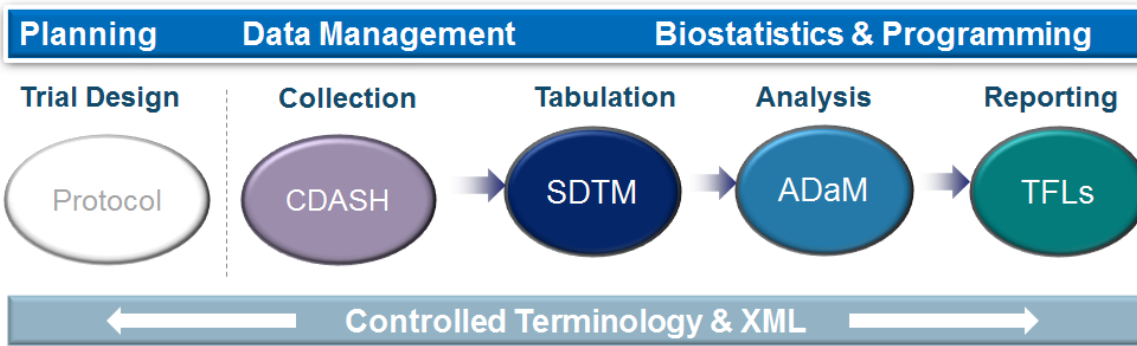 Planning Data Management Biostatistics & Programming
Trial Design Collection Tabulation Analysis Reporting
Protocol CDASH SDTM ADaM TFLs
Controlled Terminology & XML